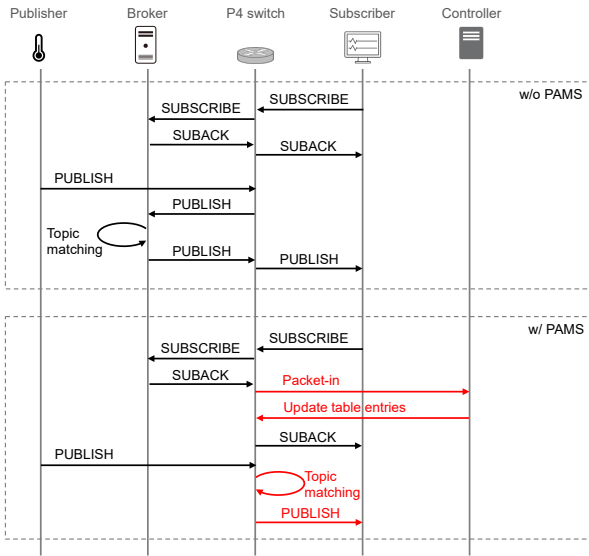 Publisher
Broker
P4 switch
Subscriber
Controller
w/o PAMS
SUBSCRIBE
SUBSCRIBE
SUBACK
SUBACK
PUBLISH
PUBLISH
Topic
matching
PUBLISH
PUBLISH
w/ PAMS
SUBSCRIBE
SUBSCRIBE
SUBACK
Packet-in
Update table entries
SUBACK
PUBLISH
Topic
matching
PUBLISH